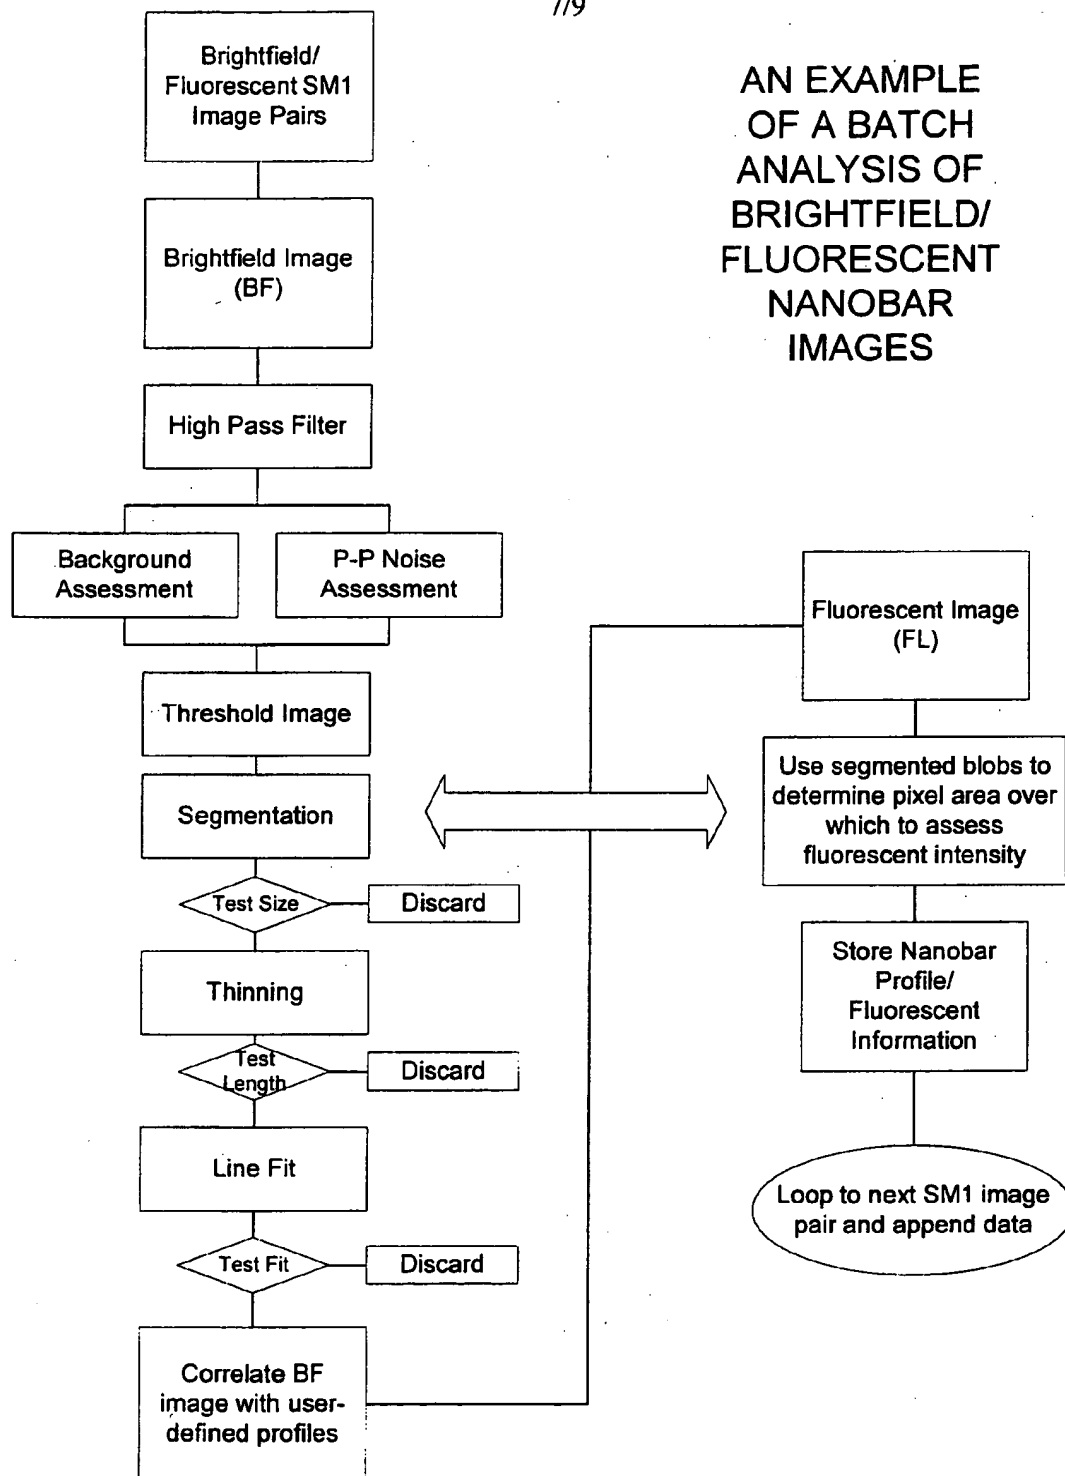 7/9
AN EXAMPLE
OF A BATCH
ANALYSIS OF
BRIGHTFIELD/
FLUORESCENT
NANOBAR
IMAGES
Brightfield/
Fluorescent SM1
Image Pairs
Brightfield Image
(BF)
High Pass Filter
Background
Assessment
P-P Noise
Assessment
Threshold Image
Segmentation
Test Size
Discard
Thinning
Test
Length
Discard
Line Fit
Test Fit
Discard
Correlate BF
image with user-
defined profiles
Fluorescent Image
(FL)
Use segmented blobs to
determine pixel area over
which to assess
fluorescent intensity
Store Nanobar
Profile/
Fluorescent
Information
Loop to next SM1 image
pair and append data